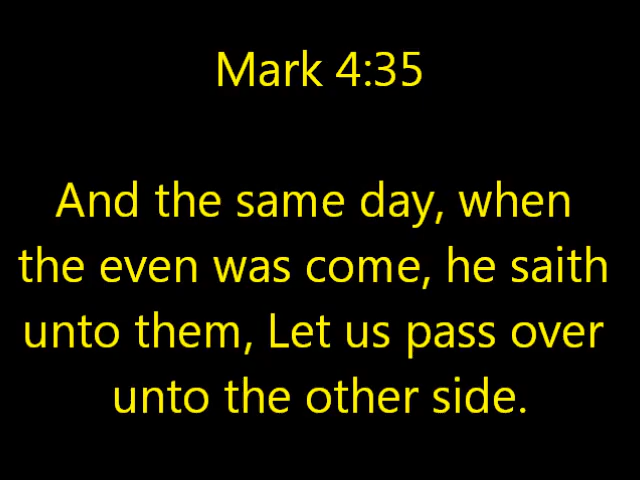 Mark 4:35
And the same day, when
the even was come, he saith
unto them, Let us pass over
unto the other side.